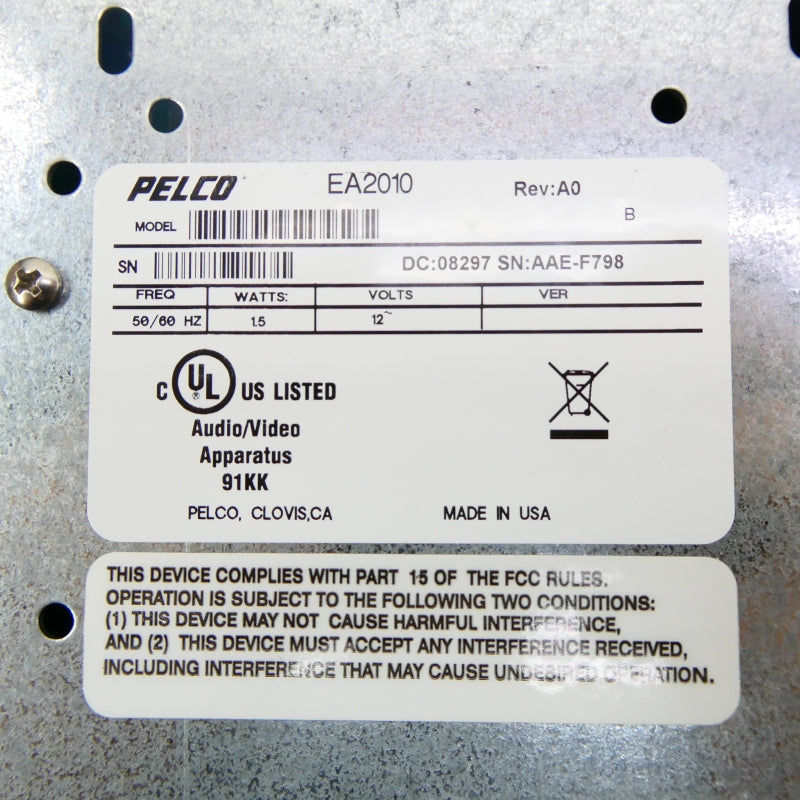 PELCO EA2010 Rev:A0
MODEL B
SN DC:08297 SN:AAE-F798
FREQ WATTS: VOLTS VER
50/60 HZ 15 12~
C UL ® US LISTED
Audio/Video
Apparatus
91KK
PELCO, CLOVIS,CA MADE IN USA
THIS DEVICE COMPLIES WITH PART 15 OF THE FCC RULES.
OPERATION IS SUBJECT TO THE FOLLOWING TWO CONDITIONS:
(1) THIS DEVICE MAY NOT CAUSE HARMFUL INTERFERENCE,
AND (2) THIS DEVICE MUST ACCEPT ANY INTERFERENCE RECEIVED,
INCLUDING INTERFERENCE THAT MAY CAUSE UNDESIRED OPERATION.